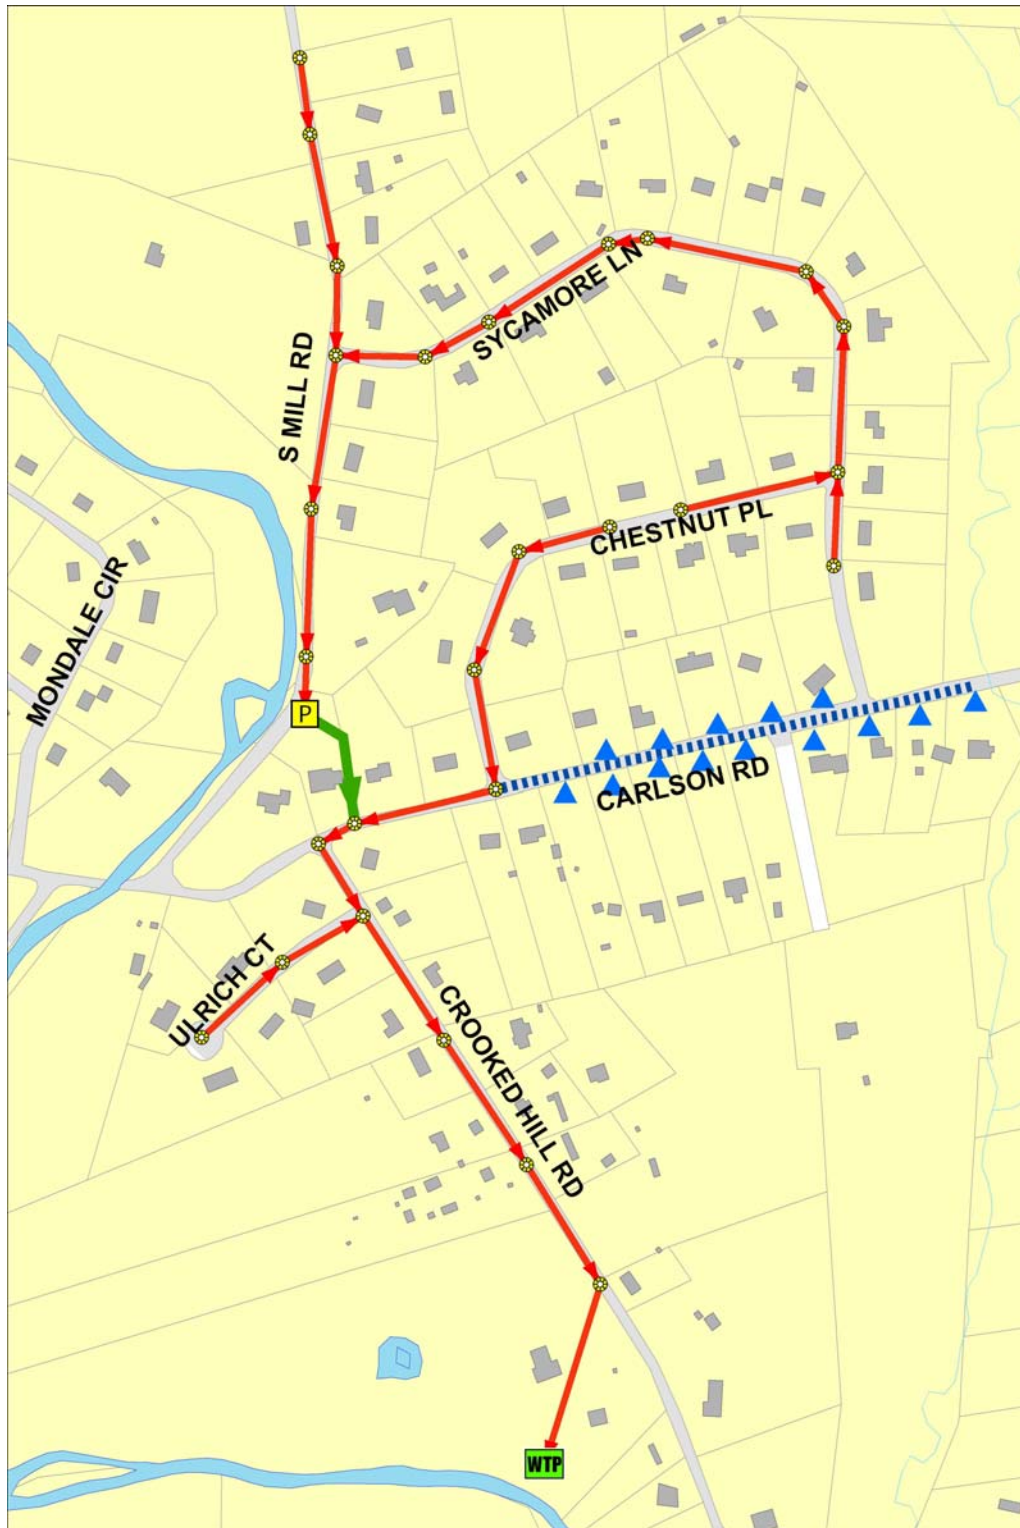 SYCAMORE LN
S MILL RD
CHESTNUT PL
MONDALE CIR
P
CARLSON RD
ULRICH CT
CROOKED HILL RD
WTP